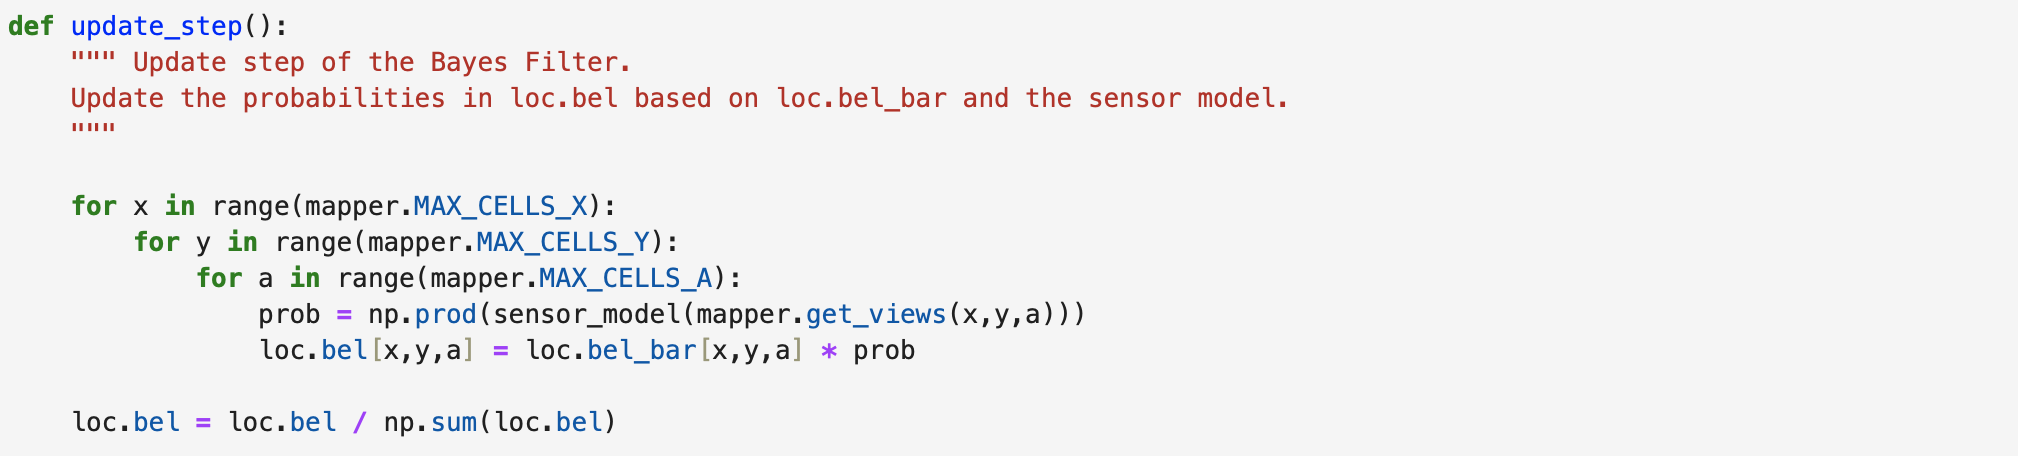 def update_step():
    """ Update step of the Bayes Filter.
    Update the probabilities in loc.bel based on loc.bel_bar and the sensor model.
    """

    for x in range(mapper.MAX_CELLS_X):
        for y in range(mapper.MAX_CELLS_Y):
            for a in range(mapper.MAX_CELLS_A):
                prob = np.prod(sensor_model(mapper.get_views(x,y,a)))
                loc.bel[x,y,a] = loc.bel_bar[x,y,a] * prob

    loc.bel = loc.bel / np.sum(loc.bel)